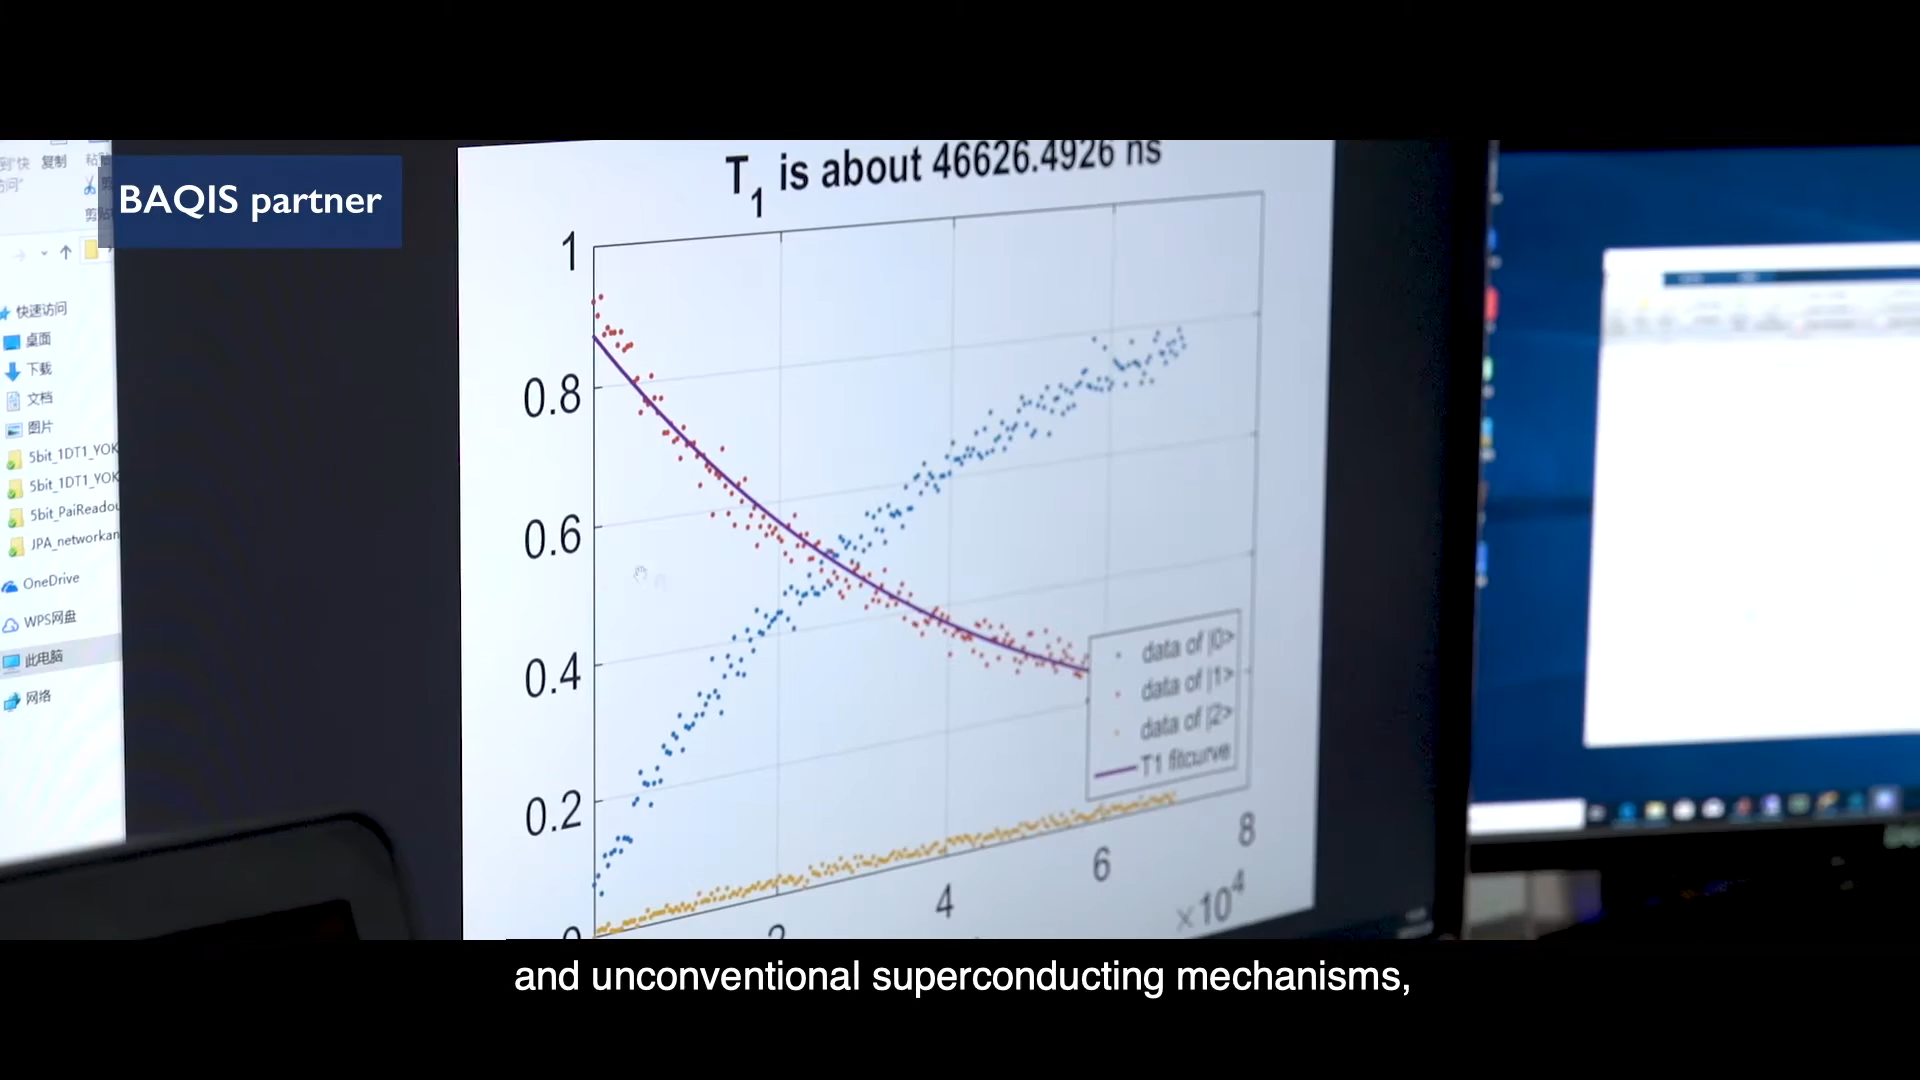 BAQIS partner
复制
快速访问
桌面
下载
文档
图片
5bit_1DT1_YOK
5bit_1DT1_YOK
5bit_PaiReadou
JPA_networkan
OneDrive
WPS网盘
此电脑
网络
T1 is about 46626.4926 ns
1
0.8
0.6
0.4
0.2
0
2
4
6
8
×10^4
data of |0>
data of |1>
data of |2>
T1 fitcurve
and unconventional superconducting mechanisms,